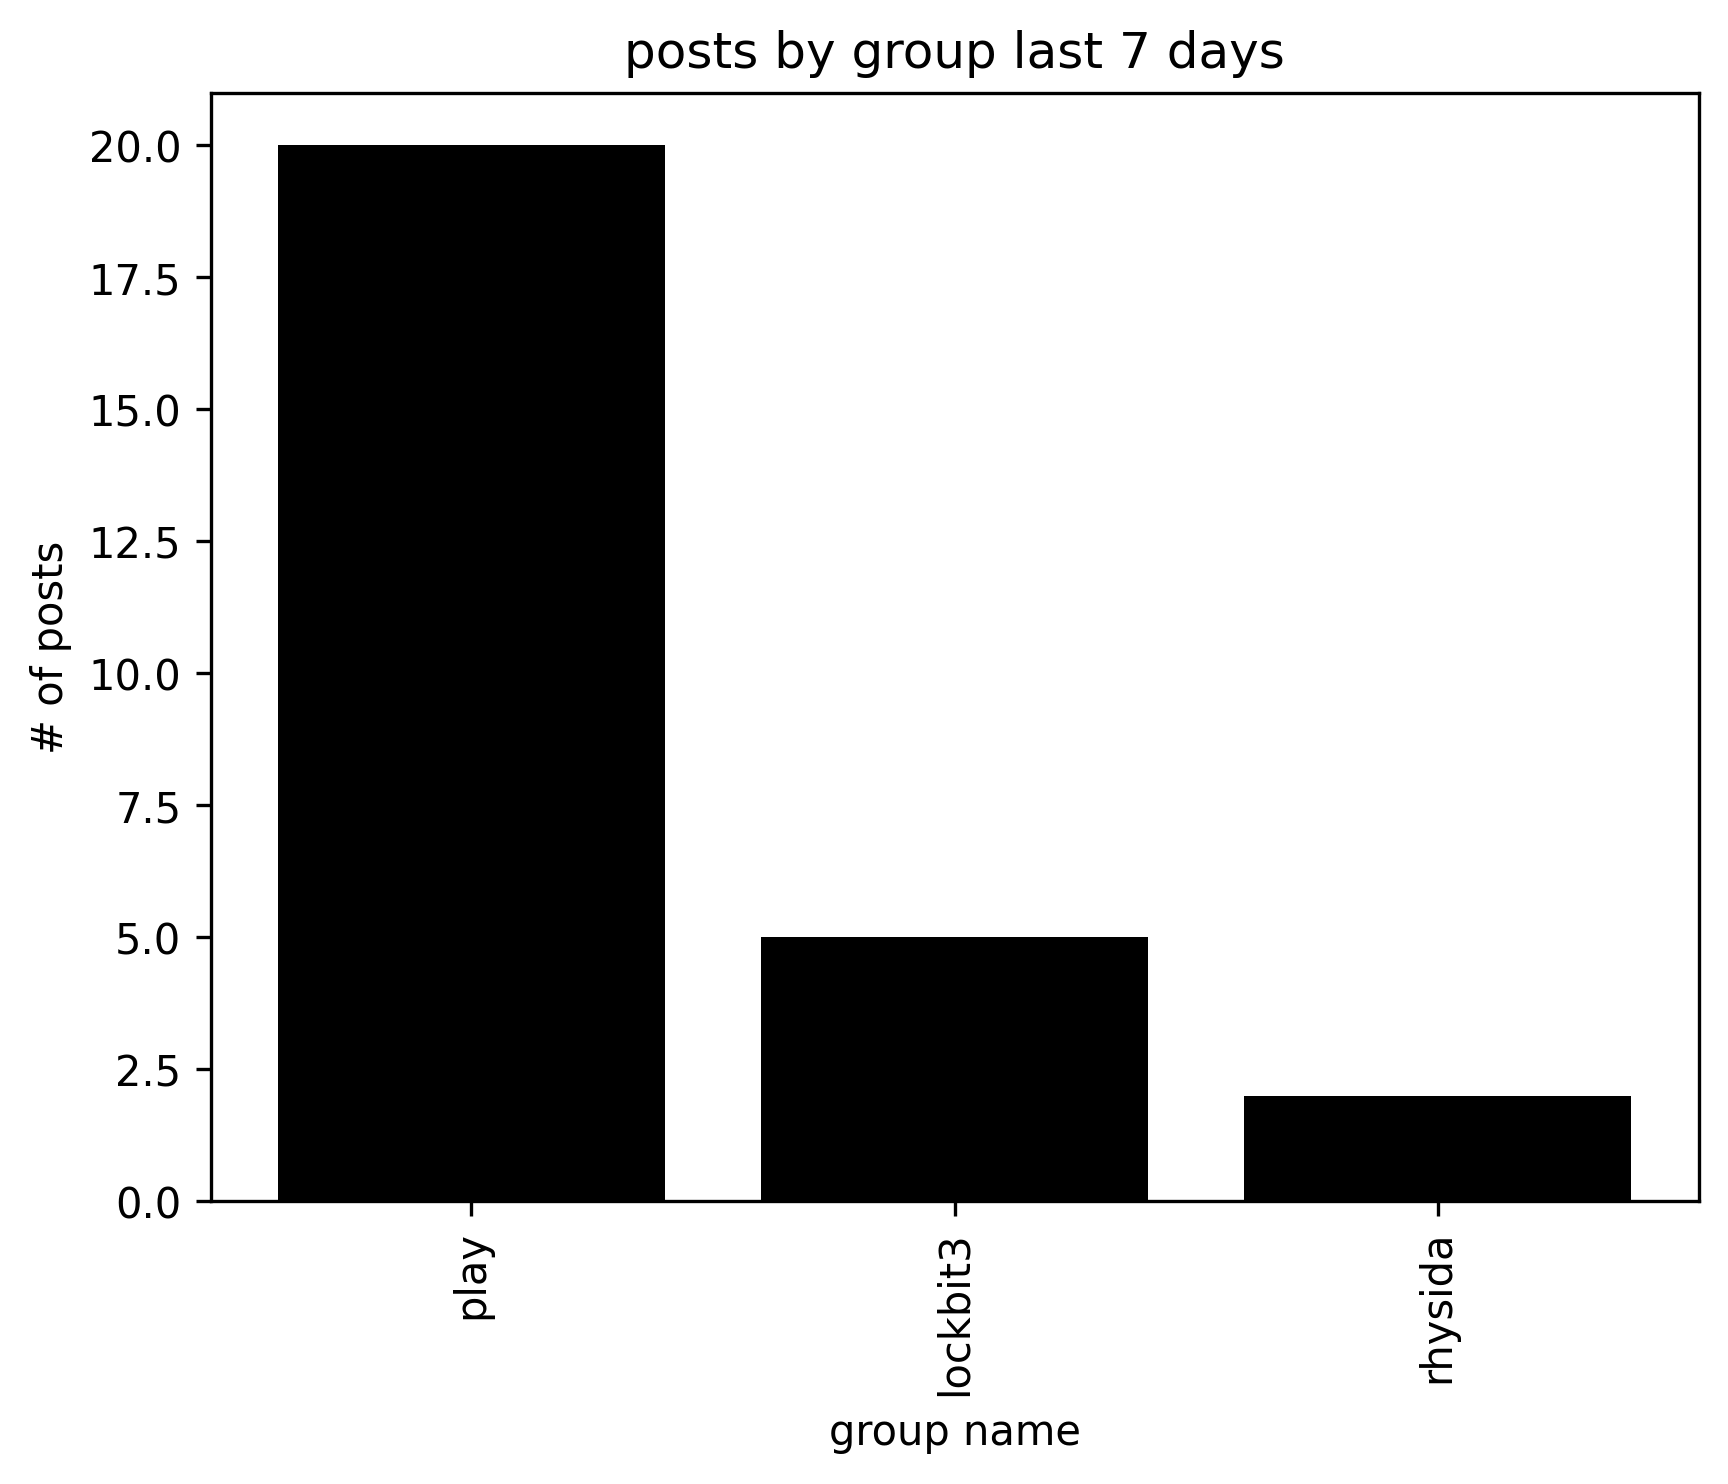 posts by group last 7 days
20.0
17.5
15.0
12.5
10.0
7.5
5.0
2.5
0.0
# of posts
play
lockbit3
rhysida
group name